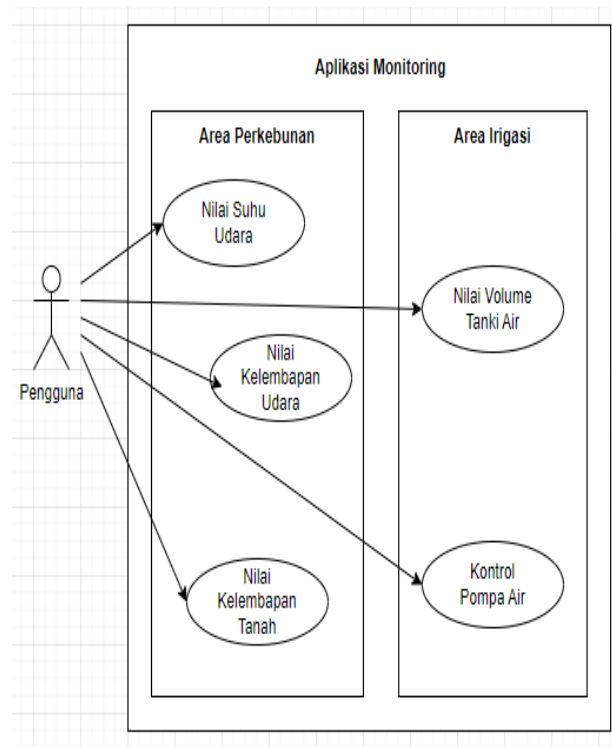 Aplikasi Monitoring
Area Perkebunan
Nilai Suhu
Udara
Nilai
Kelembapan
Udara
Nilai
Kelembapan
Tanah
Area Irigasi
Nilai Volume
Tanki Air
Kontrol
Pompa Air
Pengguna